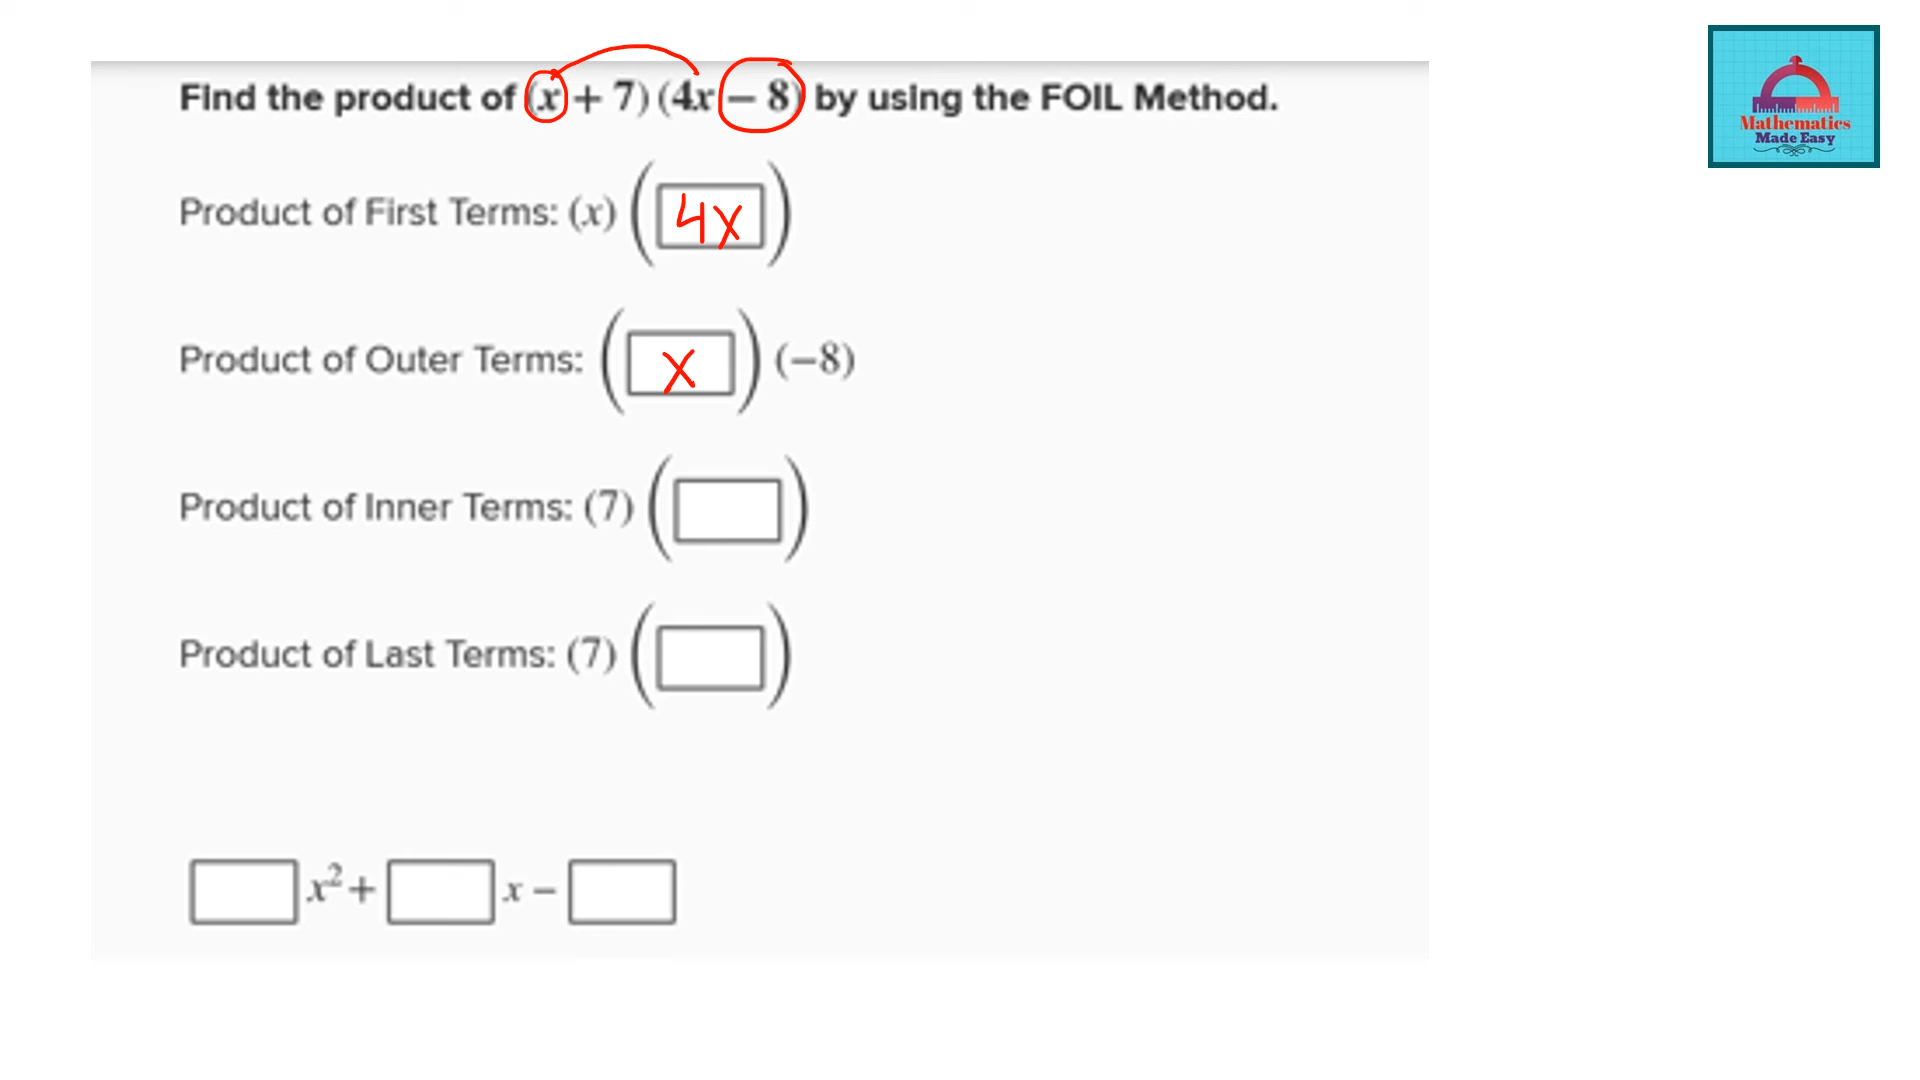 Find the product of (x + 7) (4x − 8) by using the FOIL Method.
Mathematics
Made Easy
Product of First Terms: (x) (4x)
Product of Outer Terms: (x) (−8)
Product of Inner Terms: (7) ( )
Product of Last Terms: (7) ( )
x² + x −